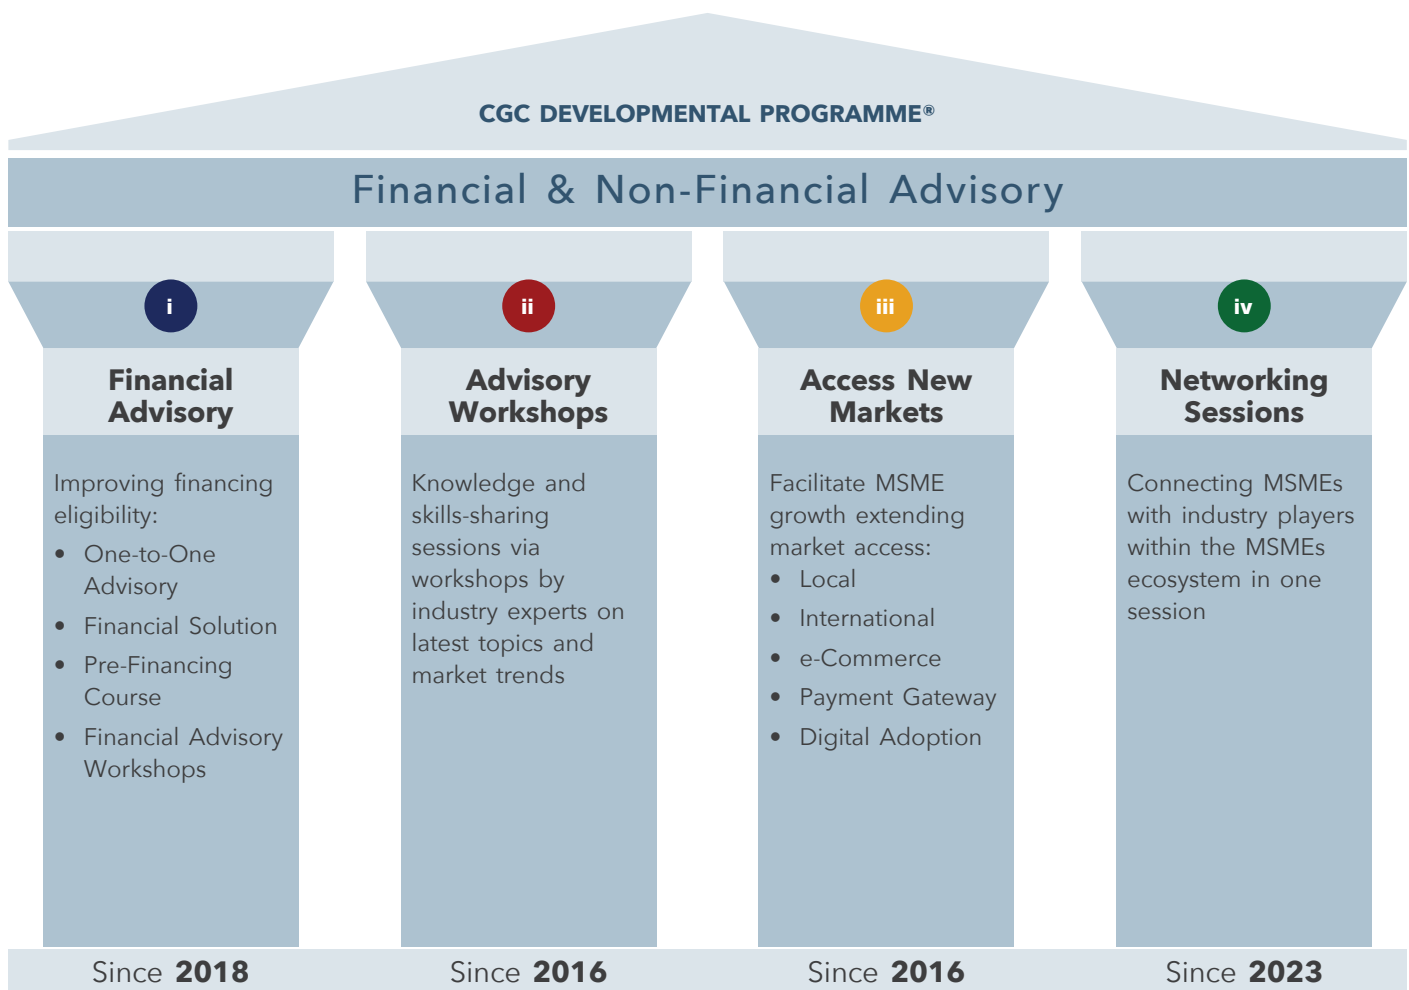 CGC DEVELOPMENTAL PROGRAMME®
Financial & Non-Financial Advisory
i
Financial
Advisory
Improving financing
eligibility:
• One-to-One
Advisory
• Financial Solution
• Pre-Financing
Course
• Financial Advisory
Workshops
Since 2018
ii
Advisory
Workshops
Knowledge and
skills-sharing
sessions via
workshops by
industry experts on
latest topics and
market trends
Since 2016
iii
Access New
Markets
Facilitate MSME
growth extending
market access:
• Local
• International
• e-Commerce
• Payment Gateway
• Digital Adoption
Since 2016
iv
Networking
Sessions
Connecting MSMEs
with industry players
within the MSMEs
ecosystem in one
session
Since 2023